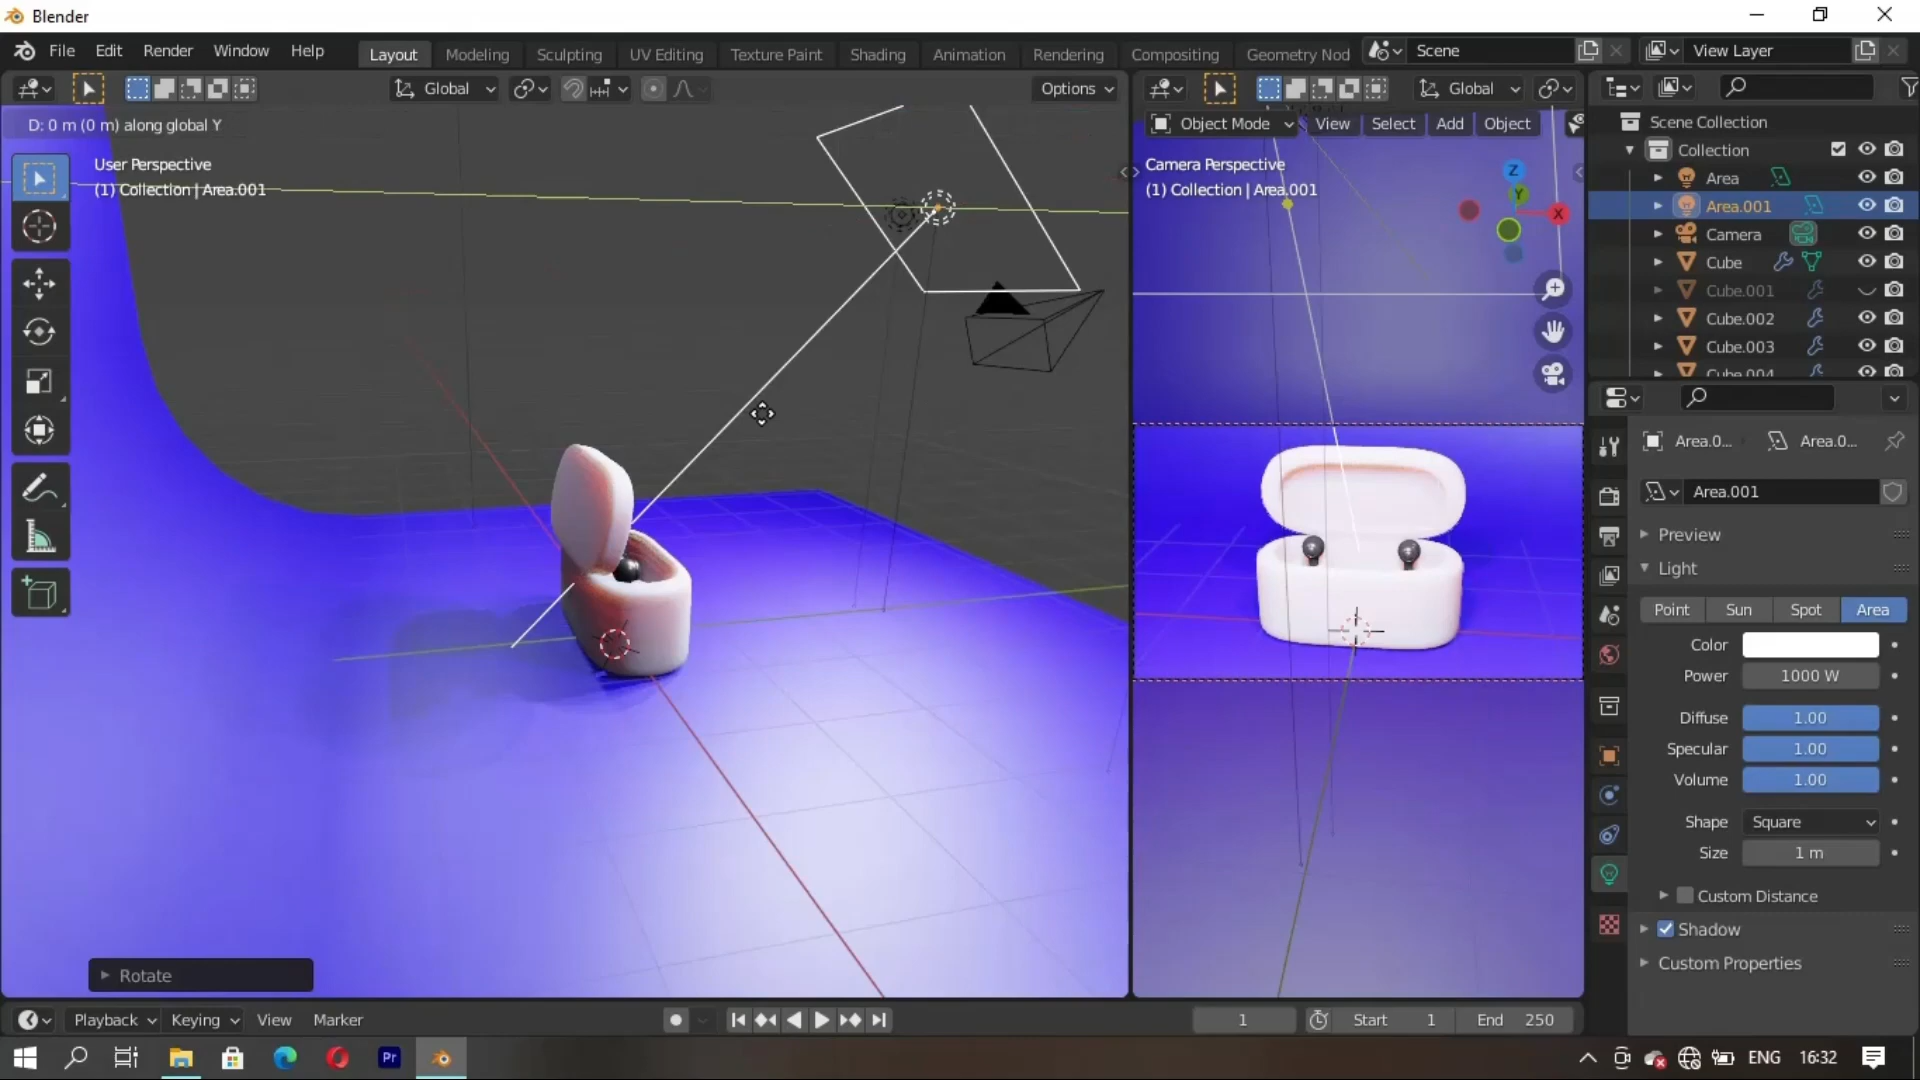 Blender
File Edit Render Window Help Layout Modeling Sculpting UV Editing Texture Paint Shading Animation Rendering Compositing Geometry Nod Scene View Layer
Global Options Global
D: 0 m (0 m) along global Y
Object Mode View Select Add Object
User Perspective
(1) Collection | Area.001
Camera Perspective
(1) Collection | Area.001
Z
Y
X
Scene Collection
Collection
Area
Area.001
Camera
Cube
Cube.001
Cube.002
Cube.003
Cube.004
Area.0... Area.0...
Area.001
Preview
Light
Point Sun Spot Area
Color
Power 1000 W
Diffuse 1.00
Specular 1.00
Volume 1.00
Shape Square
Size 1 m
Custom Distance
Shadow
Custom Properties
Rotate
Playback Keying View Marker 1 Start 1 End 250
Pr ENG 16:32